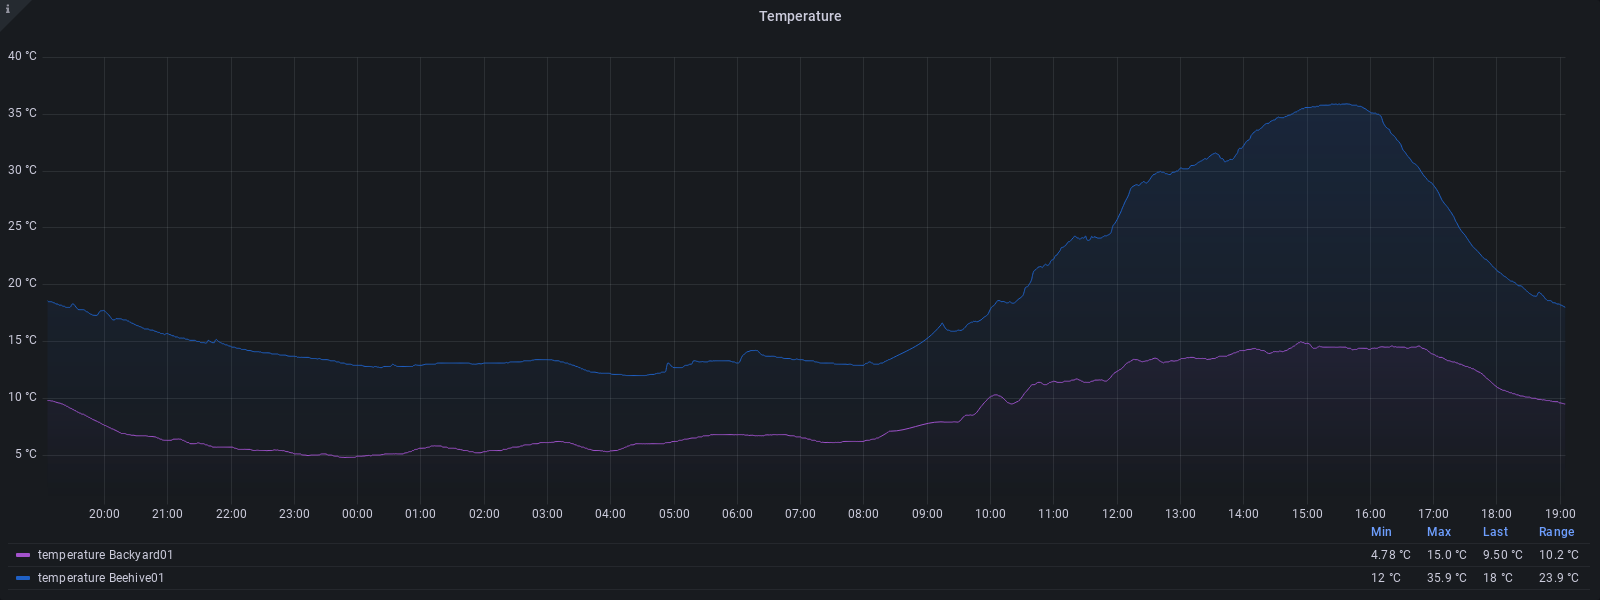 i
Temperature
40 °C
35 °C
30 °C
25 °C
20 °C
15 °C
10 °C
5 °C
20:00 21:00 22:00 23:00 00:00 01:00 02:00 03:00 04:00 05:00 06:00 07:00 08:00 09:00 10:00 11:00 12:00 13:00 14:00 15:00 16:00 17:00 18:00 19:00
Min Max Last Range
temperature Backyard01 4.78 °C 15.0 °C 9.50 °C 10.2 °C
temperature Beehive01 12 °C 35.9 °C 18 °C 23.9 °C